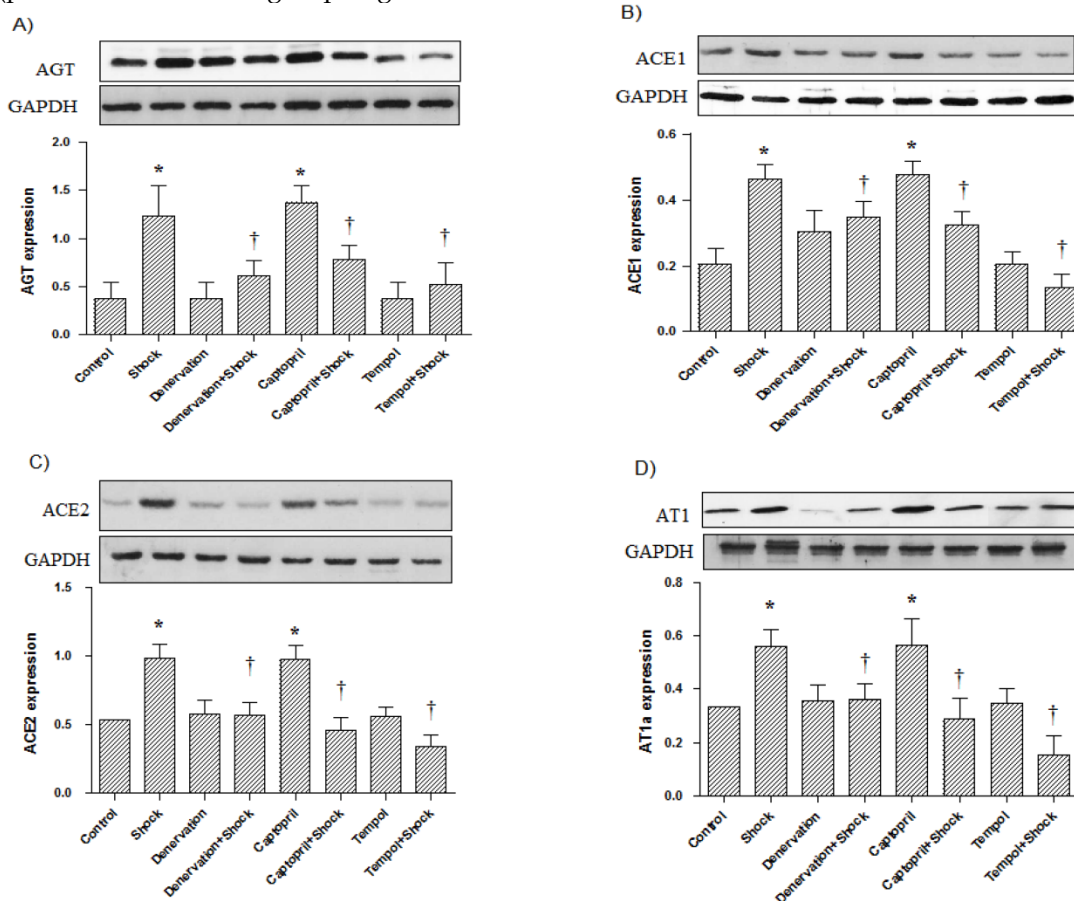 A)
AGT
GAPDH
2.0
1.5
1.0
0.5
0.0
AGT expression
*
†
*
†
†
Control
Shock
Denervation
Denervation+Shock
Captopril
Captopril+Shock
Tempol
Tempol+Shock
B)
ACE1
GAPDH
0.6
0.4
0.2
0.0
ACE1 expression
*
†
*
†
†
Control
Shock
Denervation
Denervation+Shock
Captopril
Captopril+Shock
Tempol
Tempol+Shock
C)
ACE2
GAPDH
1.5
1.0
0.5
0.0
ACE2 expression
*
†
*
†
†
Control
Shock
Denervation
Denervation+Shock
Captopril
Captopril+Shock
Tempol
Tempol+Shock
D)
AT1
GAPDH
0.8
0.6
0.4
0.2
0.0
AT1a expression
*
†
*
†
†
Control
Shock
Denervation
Denervation+Shock
Captopril
Captopril+Shock
Tempol
Tempol+Shock